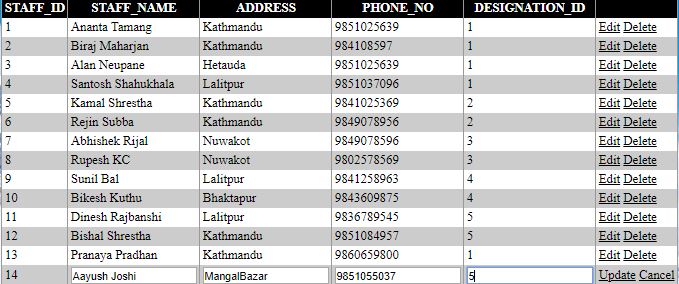 STAFF_ID STAFF_NAME ADDRESS PHONE_NO DESIGNATION_ID
1 Ananta Tamang Kathmandu 9851025639 1 Edit Delete
2 Biraj Maharjan Kathmandu 984108597 1 Edit Delete
3 Alan Neupane Hetauda 9851025639 1 Edit Delete
4 Santosh Shahukhala Lalitpur 9851037096 1 Edit Delete
5 Kamal Shrestha Kathmandu 9841025369 2 Edit Delete
6 Rejin Subba Kathmandu 9849078956 2 Edit Delete
7 Abhishek Rijal Nuwakot 9849078596 3 Edit Delete
8 Rupesh KC Nuwakot 9802578569 3 Edit Delete
9 Sunil Bal Lalitpur 9841258963 4 Edit Delete
10 Bikesh Kuthu Bhaktapur 9843609875 4 Edit Delete
11 Dinesh Rajbanshi Lalitpur 9836789545 5 Edit Delete
12 Bishal Shrestha Kathmandu 9851084957 5 Edit Delete
13 Pranaya Pradhan Kathmandu 9860659800 1 Edit Delete
14 Aayush Joshi MangalBazar 9851055037 5 Update Cancel